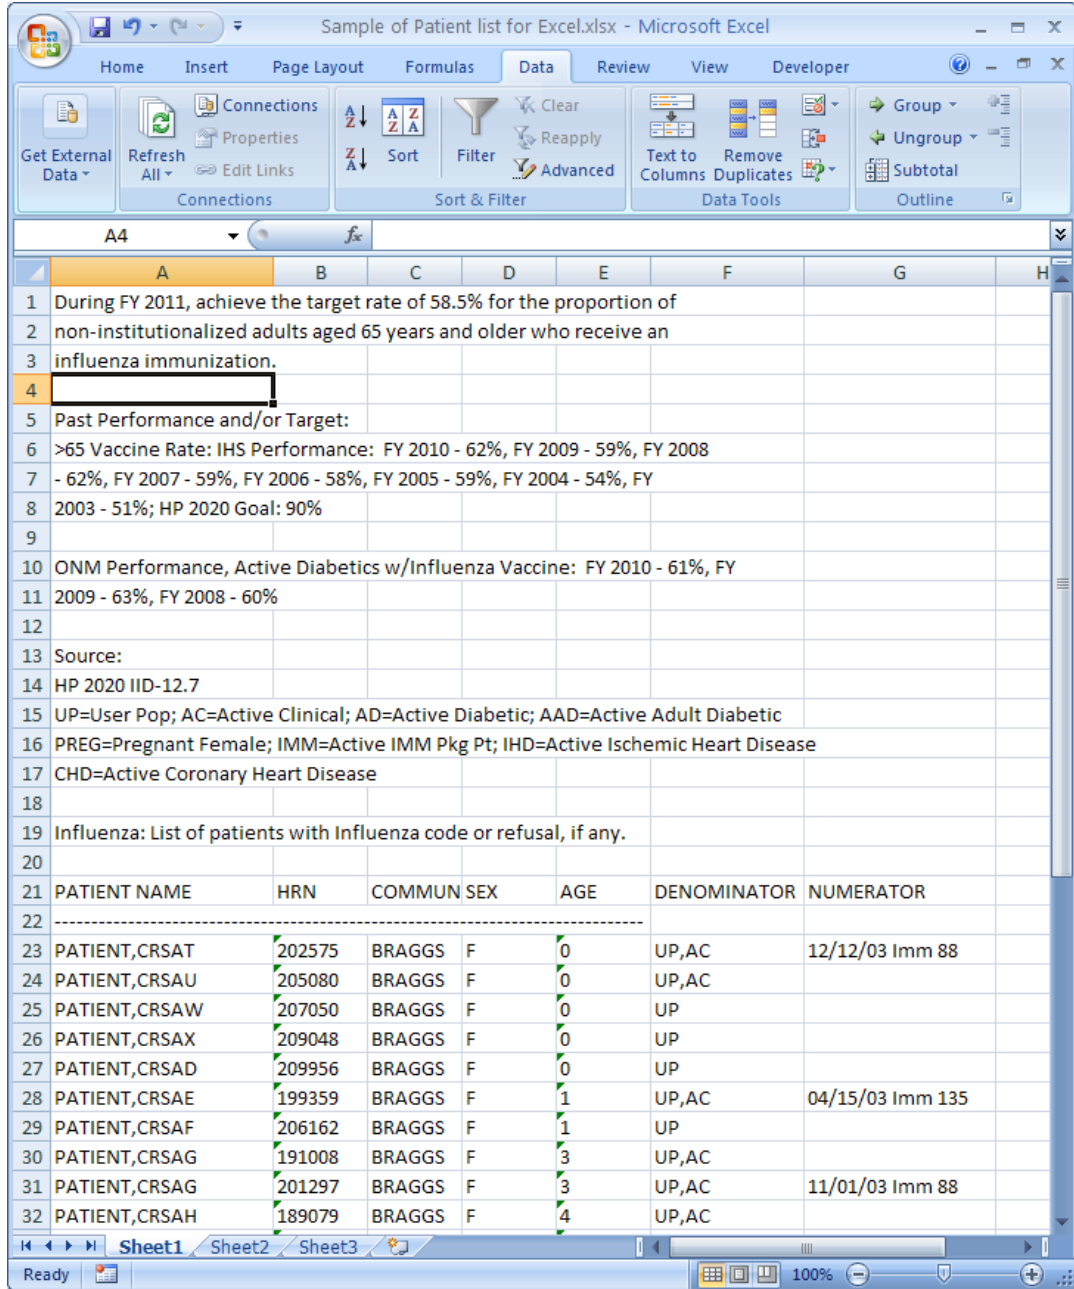 Sample of Patient list for Excel.xlsx - Microsoft Excel
Home Insert Page Layout Formulas Data Review View Developer
Get External Data
Refresh All
Connections
Properties
Edit Links
Connections
Sort
Filter
Clear
Reapply
Advanced
Sort & Filter
Text to Columns
Remove Duplicates
Data Tools
Group
Ungroup
Subtotal
Outline
A4 fx
A B C D E F G H
1 During FY 2011, achieve the target rate of 58.5% for the proportion of
2 non-institutionalized adults aged 65 years and older who receive an
3 influenza immunization.
4
5 Past Performance and/or Target:
6 >65 Vaccine Rate: IHS Performance: FY 2010 - 62%, FY 2009 - 59%, FY 2008
7 - 62%, FY 2007 - 59%, FY 2006 - 58%, FY 2005 - 59%, FY 2004 - 54%, FY
8 2003 - 51%; HP 2020 Goal: 90%
9
10 ONM Performance, Active Diabetics w/Influenza Vaccine: FY 2010 - 61%, FY
11 2009 - 63%, FY 2008 - 60%
12
13 Source:
14 HP 2020 IID-12.7
15 UP=User Pop; AC=Active Clinical; AD=Active Diabetic; AAD=Active Adult Diabetic
16 PREG=Pregnant Female; IMM=Active IMM Pkg Pt; IHD=Active Ischemic Heart Disease
17 CHD=Active Coronary Heart Disease
18
19 Influenza: List of patients with Influenza code or refusal, if any.
20
21 PATIENT NAME HRN COMMUN SEX AGE DENOMINATOR NUMERATOR
22 --------------------------------------------------------------------------------
23 PATIENT,CRSAT 202575 BRAGGS F 0 UP,AC 12/12/03 Imm 88
24 PATIENT,CRSAU 205080 BRAGGS F 0 UP,AC
25 PATIENT,CRSAW 207050 BRAGGS F 0 UP
26 PATIENT,CRSAX 209048 BRAGGS F 0 UP
27 PATIENT,CRSAD 209956 BRAGGS F 0 UP
28 PATIENT,CRSAE 199359 BRAGGS F 1 UP,AC 04/15/03 Imm 135
29 PATIENT,CRSAF 206162 BRAGGS F 1 UP
30 PATIENT,CRSAG 191008 BRAGGS F 3 UP,AC
31 PATIENT,CRSAG 201297 BRAGGS F 3 UP,AC 11/01/03 Imm 88
32 PATIENT,CRSAH 189079 BRAGGS F 4 UP,AC
Sheet1 Sheet2 Sheet3
Ready 100%